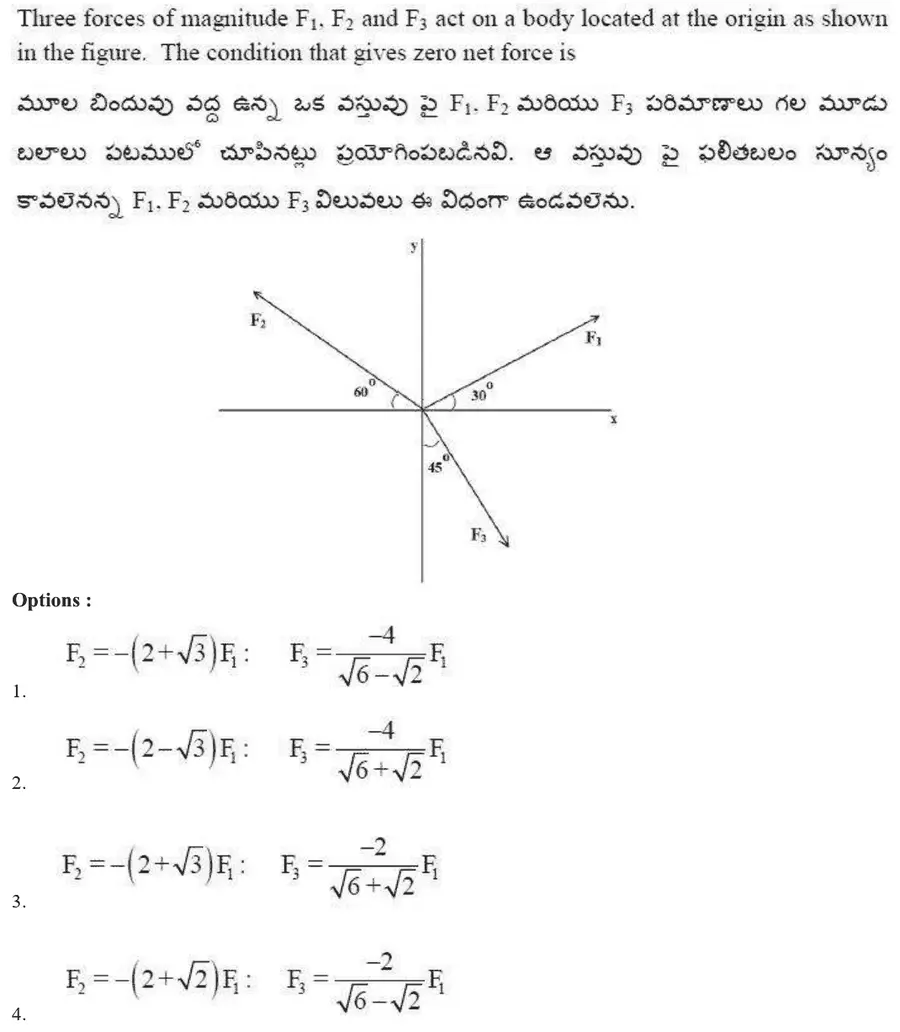 Three forces of magnitude F₁, F₂ and F₃ act on a body located at the origin as shown
in the figure. The condition that gives zero net force is
మూల బిందువు వద్ద ఉన్న ఒక వస్తువు పై F₁, F₂ మరియు F₃ పరిమాణాలు గల మూడు
బలాలు పటములో చూపినట్లు ప్రయోగింపబడినవి. ఆ వస్తువు పై ఫలితబలం సూన్యం
కావలెనన్న F₁, F₂ మరియు F₃ విలువలు ఈ విధంగా ఉండవలెను.
y
F₂
F₁
60°
30°
x
45°
F₃
Options :
1. F₂ = −(2+√3)F₁ : F₃ = −4/(√6−√2) F₁
2. F₂ = −(2−√3)F₁ : F₃ = −4/(√6+√2) F₁
3. F₂ = −(2+√3)F₁ : F₃ = −2/(√6+√2) F₁
4. F₂ = −(2+√2)F₁ : F₃ = −2/(√6−√2) F₁